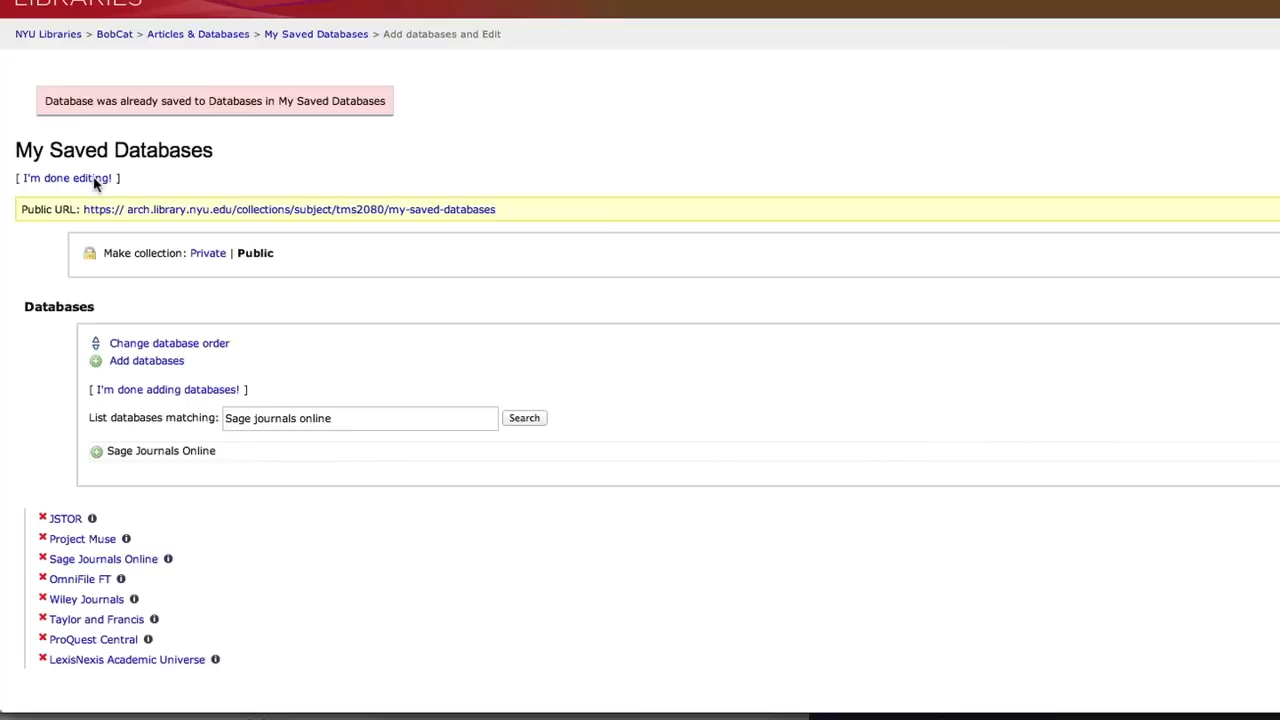 LIBRARIES
NYU Libraries > BobCat > Articles & Databases > My Saved Databases > Add databases and Edit
Database was already saved to Databases in My Saved Databases
My Saved Databases
[ I'm done editing! ]
Public URL: https:// arch.library.nyu.edu/collections/subject/tms2080/my-saved-databases
Make collection: Private | Public
Databases
Change database order
Add databases
[ I'm done adding databases! ]
List databases matching: Sage journals online Search
Sage Journals Online
JSTOR
Project Muse
Sage Journals Online
OmniFile FT
Wiley Journals
Taylor and Francis
ProQuest Central
LexisNexis Academic Universe